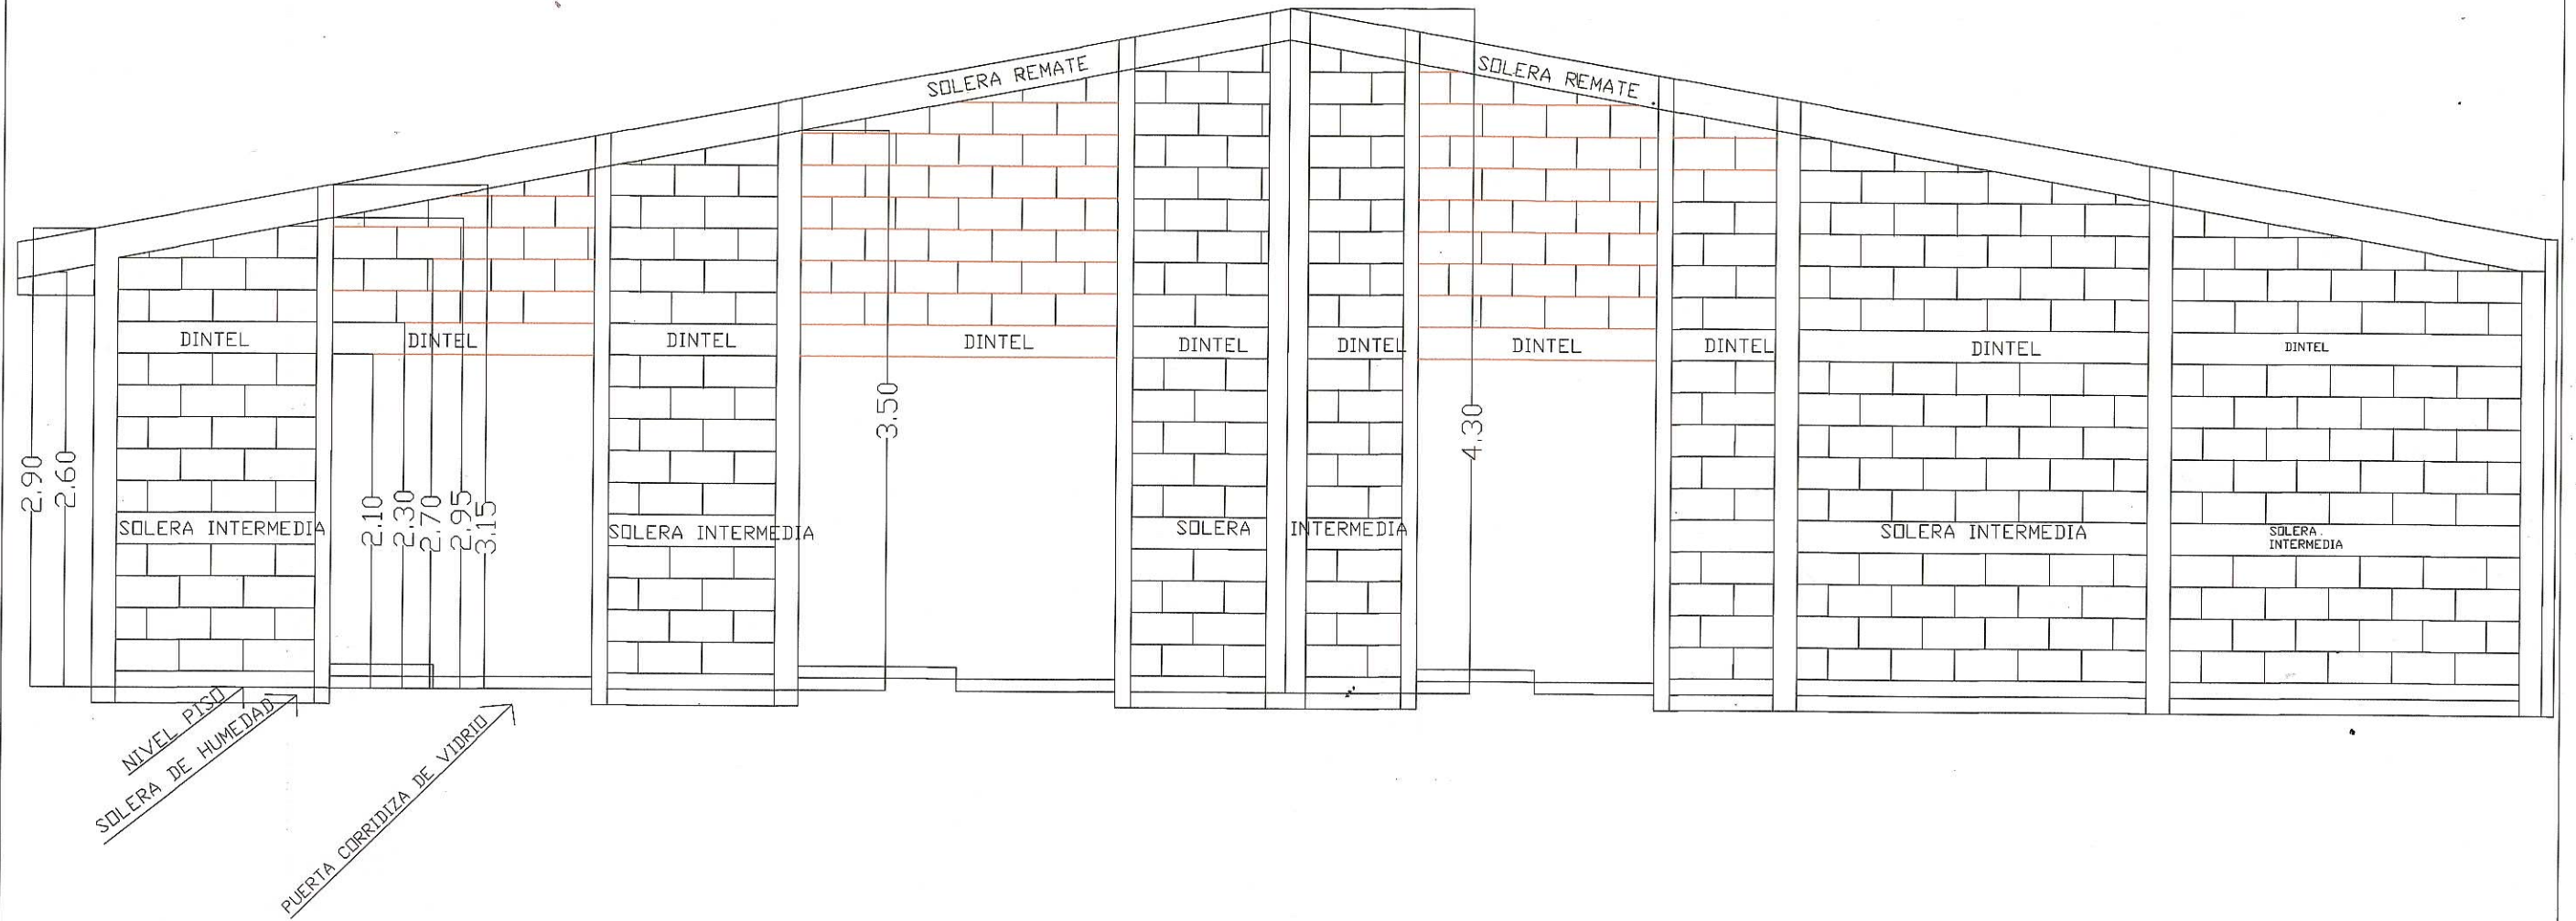 SOLERA REMATE
SOLERA REMATE
DINTEL
DINTEL
DINTEL
DINTEL
DINTEL
DINTEL
DINTEL
DINTEL
DINTEL
DINTEL
2.90
2.60
2.10
2.30
2.70
2.95
3.15
3.50
4.30
SOLERA INTERMEDIA
SOLERA INTERMEDIA
SOLERA INTERMEDIA
SOLERA INTERMEDIA
SOLERA
INTERMEDIA
NIVEL PISO
SOLERA DE HUMEDAD
PUERTA CORRIDIZA DE VIDRIO